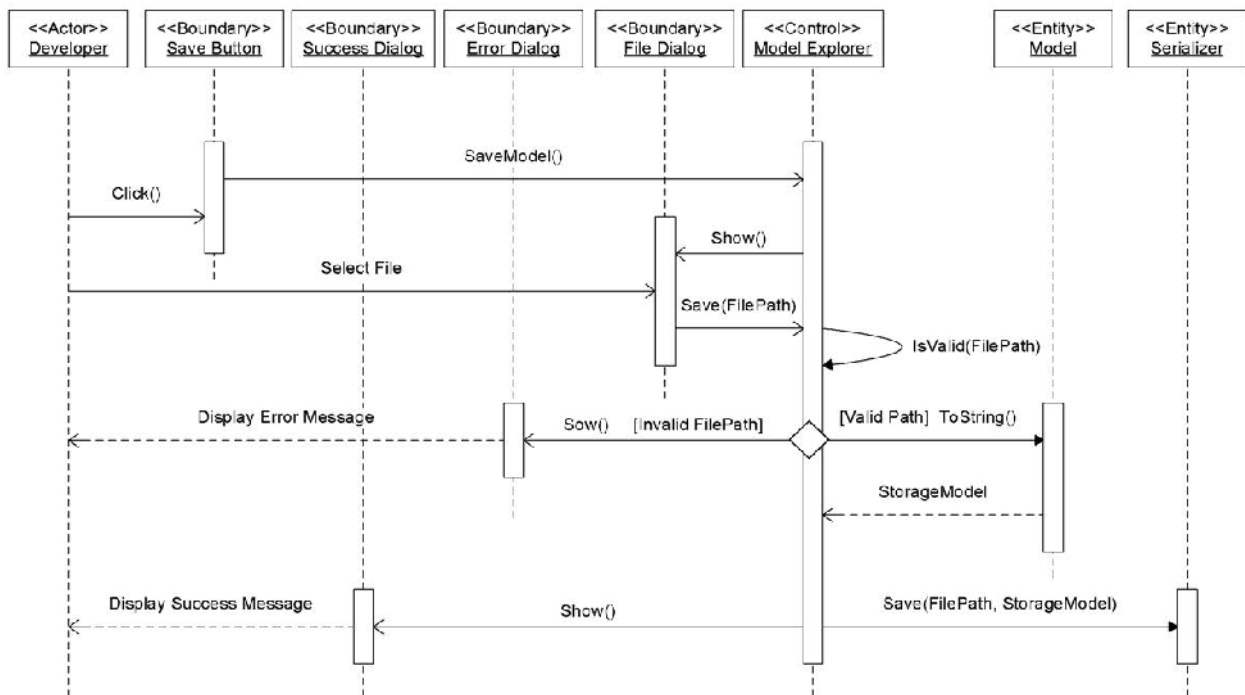 <<Actor>>
Developer
<<Boundary>>
Save Button
<<Boundary>>
Success Dialog
<<Boundary>>
Error Dialog
<<Boundary>>
File Dialog
<<Control>>
Model Explorer
<<Entity>>
Model
<<Entity>>
Serializer
SaveModel()
Click()
Show()
Select File
Save(FilePath)
IsValid(FilePath)
Display Error Message
Sow() [Invalid FilePath]
[Valid Path] ToString()
StorageModel
Display Success Message
Show()
Save(FilePath, StorageModel)